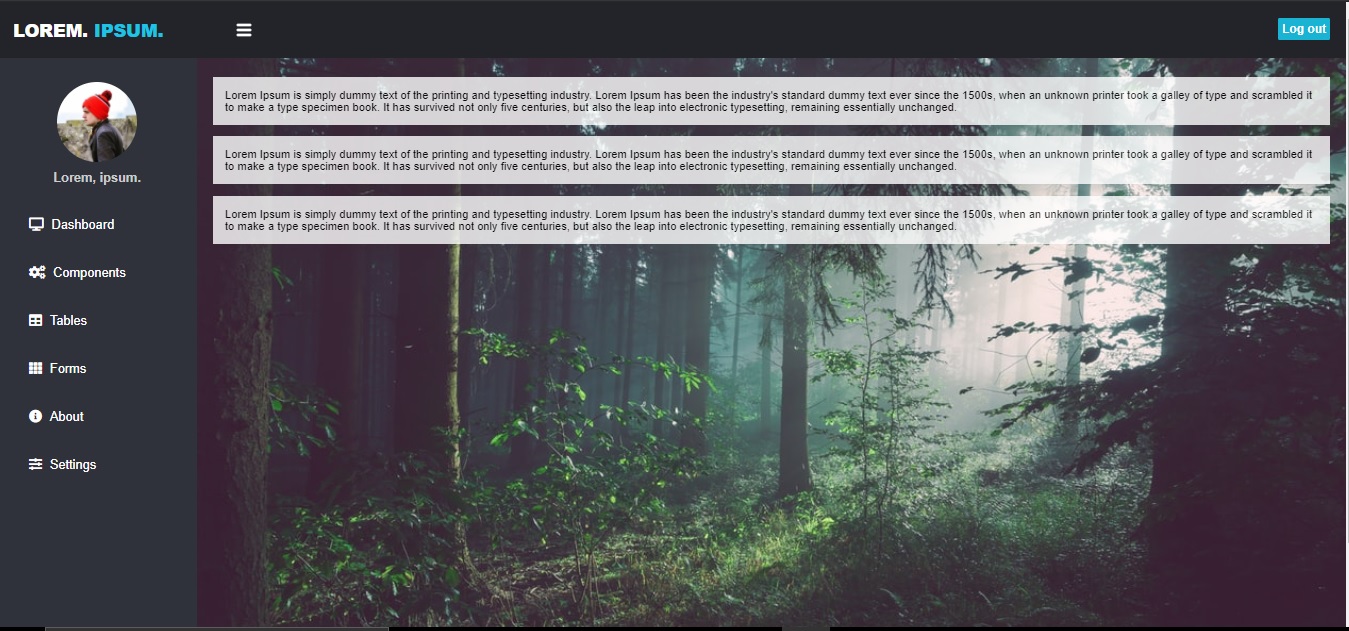 LOREM. IPSUM.
Log out
Lorem, ipsum.
Dashboard
Components
Tables
Forms
About
Settings
Lorem Ipsum is simply dummy text of the printing and typesetting industry. Lorem Ipsum has been the industry's standard dummy text ever since the 1500s, when an unknown printer took a galley of type and scrambled it
to make a type specimen book. It has survived not only five centuries, but also the leap into electronic typesetting, remaining essentially unchanged.
Lorem Ipsum is simply dummy text of the printing and typesetting industry. Lorem Ipsum has been the industry's standard dummy text ever since the 1500s, when an unknown printer took a galley of type and scrambled it
to make a type specimen book. It has survived not only five centuries, but also the leap into electronic typesetting, remaining essentially unchanged.
Lorem Ipsum is simply dummy text of the printing and typesetting industry. Lorem Ipsum has been the industry's standard dummy text ever since the 1500s, when an unknown printer took a galley of type and scrambled it
to make a type specimen book. It has survived not only five centuries, but also the leap into electronic typesetting, remaining essentially unchanged.